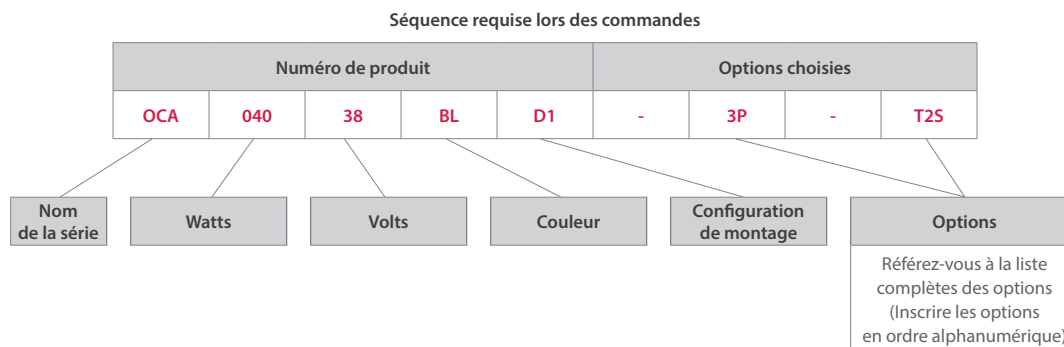 Séquence requise lors des commandes
Numéro de produit Options choisies
OCA 040 38 BL D1 - 3P - T2S
Nom
de la série
Watts
Volts
Couleur
Configuration
de montage
Options
Référez-vous à la liste
complètes des options
(Inscrire les options
en ordre alphanumérique)